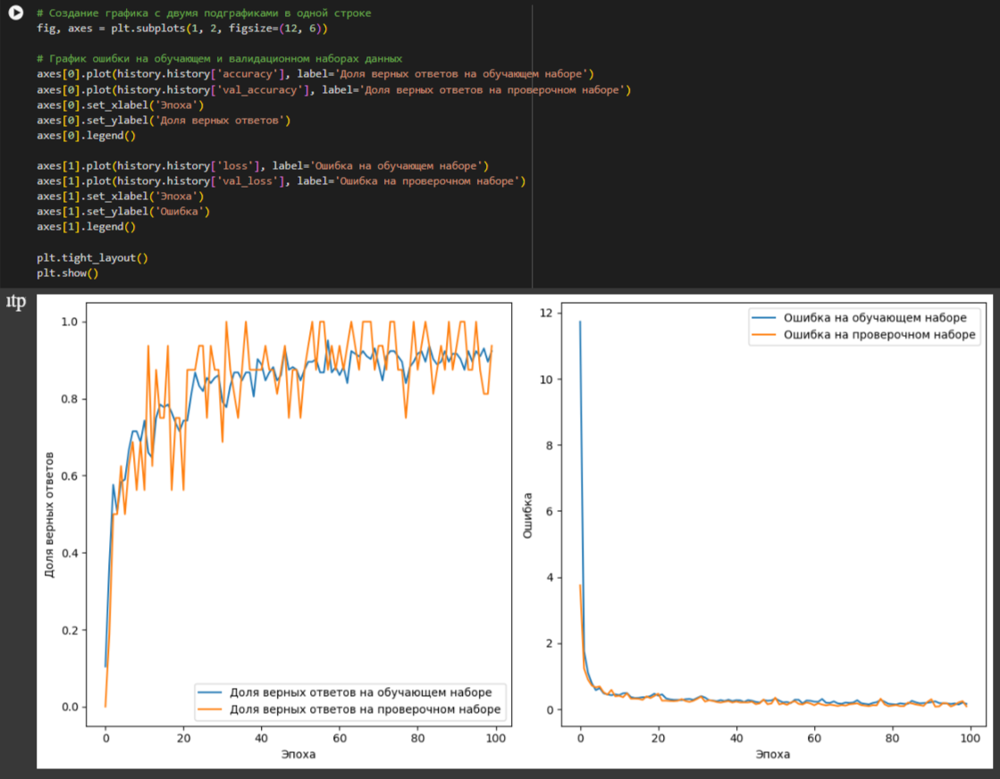 # Создание графика с двумя подграфиками в одной строке
fig, axes = plt.subplots(1, 2, figsize=(12, 6))
# График ошибки на обучающем и валидационном наборах данных
axes[0].plot(history.history['accuracy'], label='Доля верных ответов на обучающем наборе')
axes[0].plot(history.history['val_accuracy'], label='Доля верных ответов на проверочном наборе')
axes[0].set_xlabel('Эпоха')
axes[0].set_ylabel('Доля верных ответов')
axes[0].legend()
axes[1].plot(history.history['loss'], label='Ошибка на обучающем наборе')
axes[1].plot(history.history['val_loss'], label='Ошибка на проверочном наборе')
axes[1].set_xlabel('Эпоха')
axes[1].set_ylabel('Ошибка')
axes[1].legend()
plt.tight_layout()
plt.show()
1.0
0.8
0.6
0.4
0.2
0.0
Доля верных ответов
Доля верных ответов на обучающем наборе
Доля верных ответов на проверочном наборе
0 20 40 60 80 100
Эпоха
12
10
8
6
4
2
0
Ошибка
Ошибка на обучающем наборе
Ошибка на проверочном наборе
0 20 40 60 80 100
Эпоха